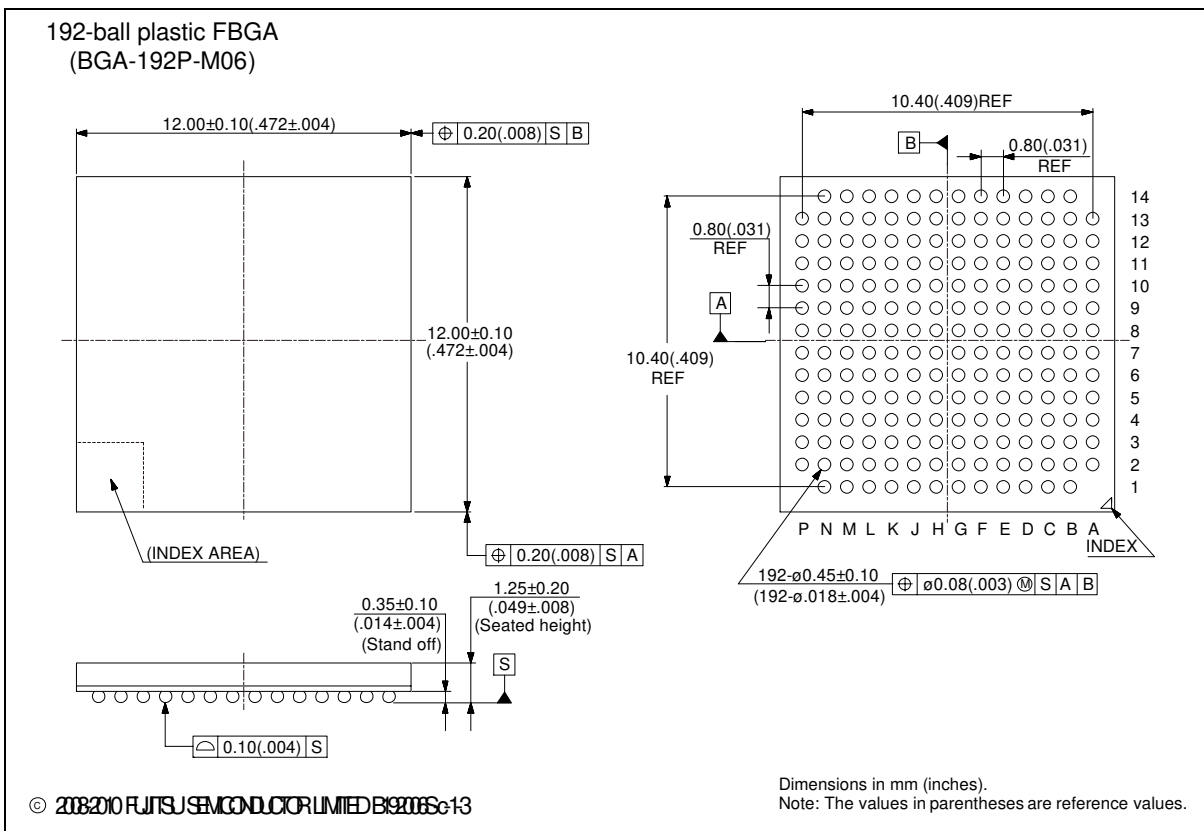 192-ball plastic FBGA
(BGA-192P-M06)
12.00±0.10(.472±.004)
⌖ 0.20(.008) S B
12.00±0.10
(.472±.004)
(INDEX AREA)
⌖ 0.20(.008) S A
10.40(.409)REF
B
0.80(.031)
REF
0.80(.031)
REF
A
10.40(.409)
REF
14
13
12
11
10
9
8
7
6
5
4
3
2
1
P N M L K J H G F E D C B A
INDEX
192-ø0.45±0.10
(192-ø.018±.004)
⌖ ø0.08(.003) Ⓜ S A B
1.25±0.20
(.049±.008)
(Seated height)
0.35±0.10
(.014±.004)
(Stand off)
S
⌓ 0.10(.004) S
Dimensions in mm (inches).
Note: The values in parentheses are reference values.
© 2008-2010 FUJITSU SEMICONDUCTOR LIMITED